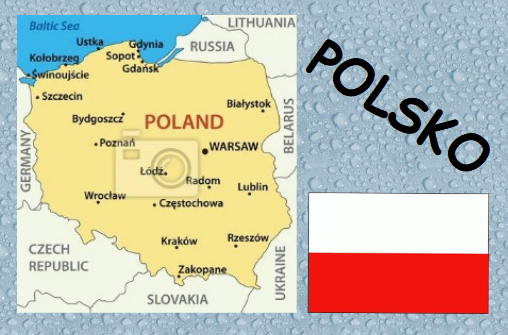 Baltic Sea
LITHUANIA
RUSSIA
Ustka
Gdynia
Kołobrzeg
Sopot
Gdańsk
Świnoujście
Szczecin
Białystok
Bydgoszcz
POLAND
BELARUS
Poznań
WARSAW
GERMANY
Łódź
Radom
Lublin
Wrocław
Częstochowa
Kraków
Rzeszów
CZECH
REPUBLIC
Zakopane
UKRAINE
SLOVAKIA
POLSKO